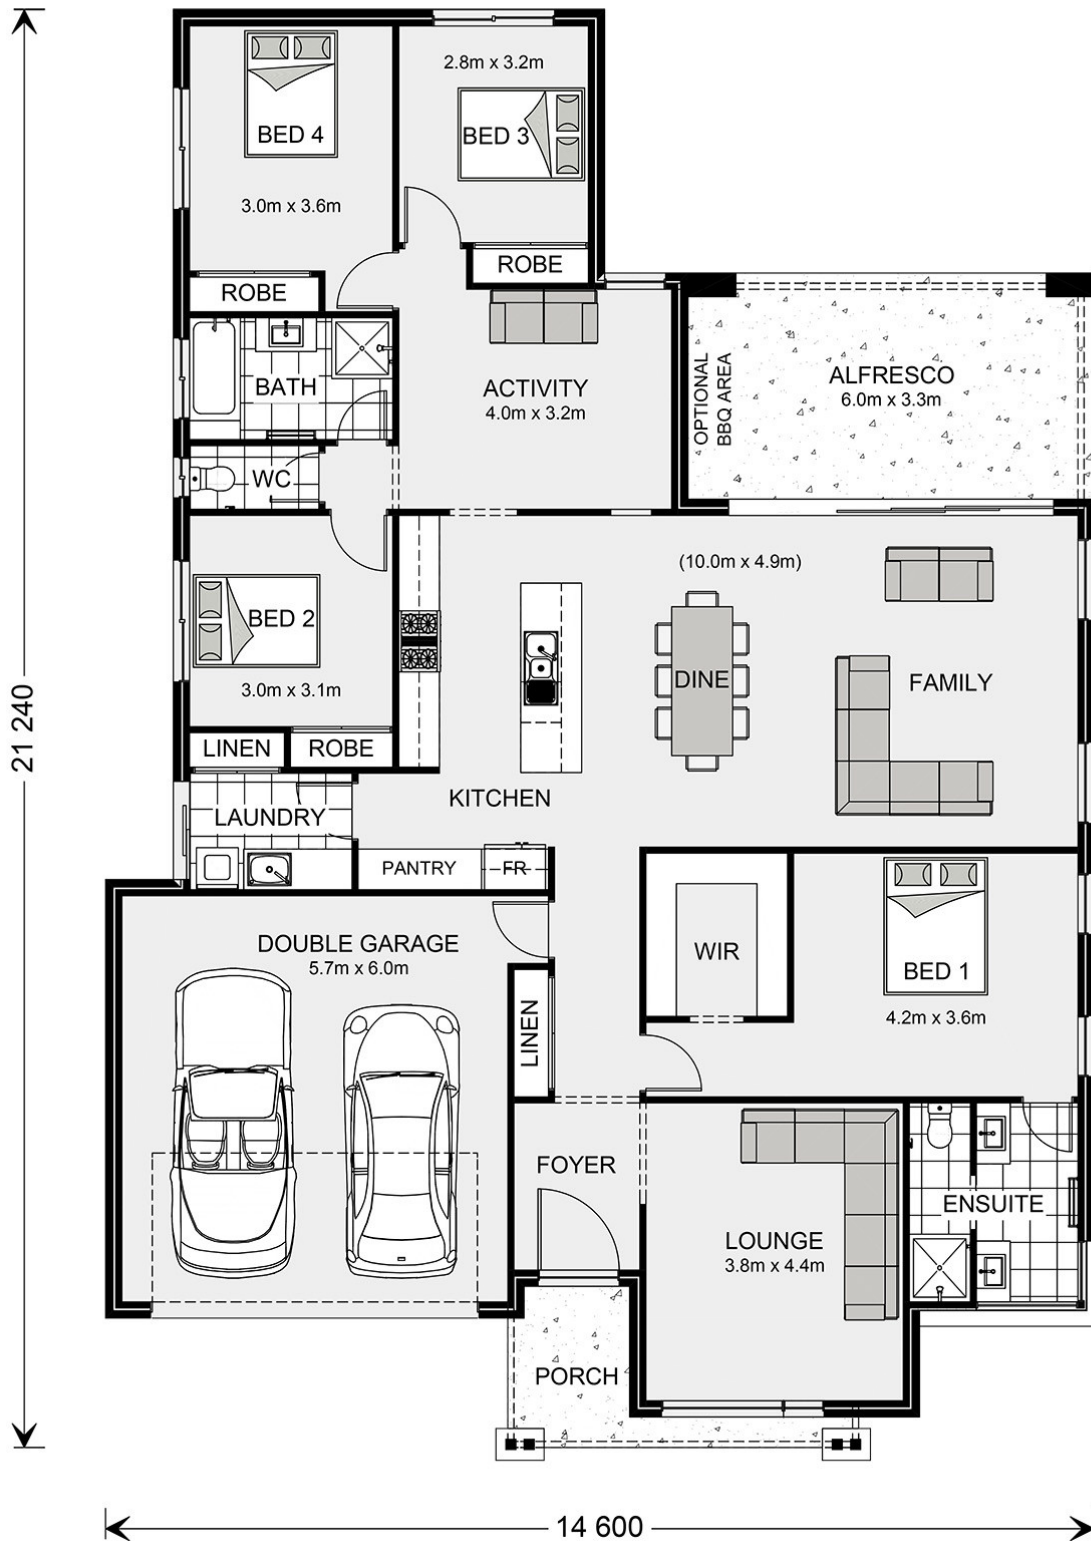 2.8m x 3.2m
BED 4
BED 3
3.0m x 3.6m
ROBE
ROBE
BATH
ACTIVITY
4.0m x 3.2m
OPTIONAL
BBQ AREA
ALFRESCO
6.0m x 3.3m
WC
(10.0m x 4.9m)
BED 2
3.0m x 3.1m
DINE
FAMILY
21 240
LINEN
ROBE
LAUNDRY
KITCHEN
PANTRY
FR
DOUBLE GARAGE
5.7m x 6.0m
WIR
BED 1
4.2m x 3.6m
LINEN
FOYER
ENSUITE
LOUNGE
3.8m x 4.4m
PORCH
14 600